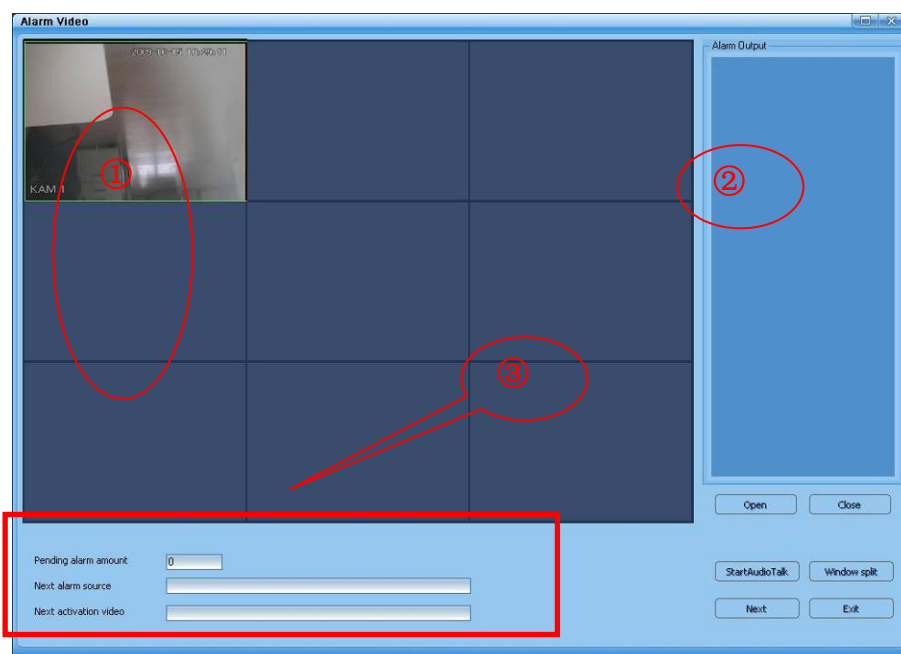 Alarm Video
KAM 1
①
Alarm Output
②
③
Open
Close
Pending alarm amount
0
Next alarm source
Next activation video
StartAudioTalk
Window split
Next
Exit